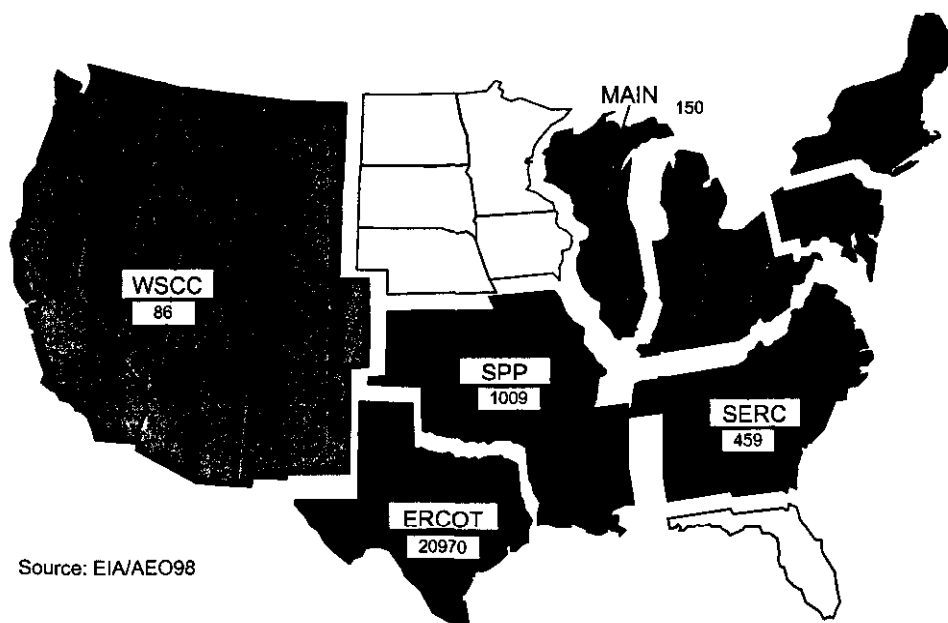 MAIN
150
WSCC
86
SPP
1009
SERC
459
ERCOT
20970
Source: EIA/AEO98